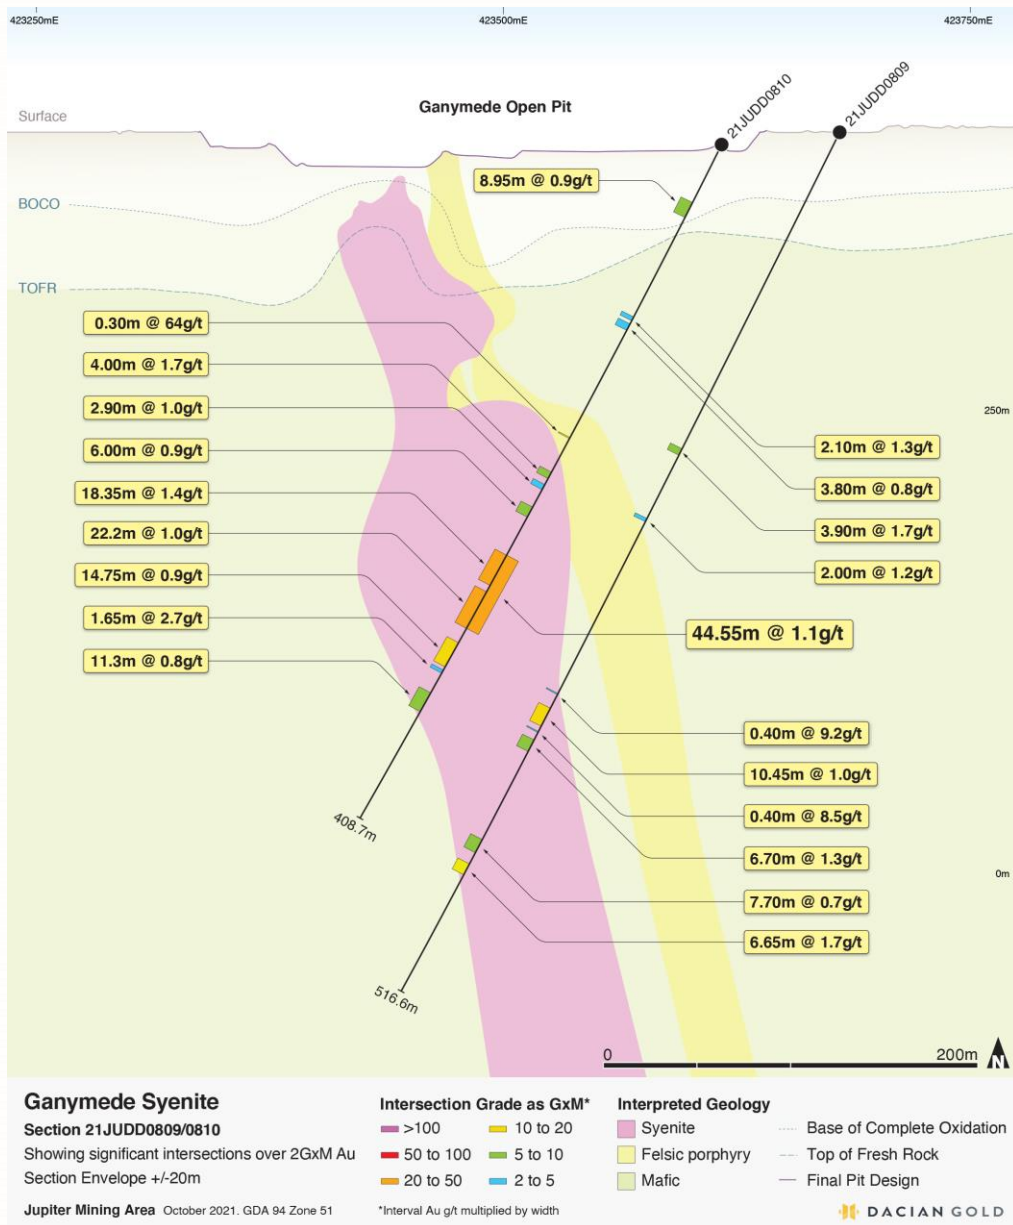 423250mE
423500mE
423750mE
Ganymede Open Pit
21JUDD0810
21JUDD0809
Surface
8.95m @ 0.9g/t
BOCO
TOFR
0.30m @ 64g/t
4.00m @ 1.7g/t
2.90m @ 1.0g/t
6.00m @ 0.9g/t
18.35m @ 1.4g/t
22.2m @ 1.0g/t
14.75m @ 0.9g/t
1.65m @ 2.7g/t
11.3m @ 0.8g/t
250m
2.10m @ 1.3g/t
3.80m @ 0.8g/t
3.90m @ 1.7g/t
2.00m @ 1.2g/t
44.55m @ 1.1g/t
0.40m @ 9.2g/t
10.45m @ 1.0g/t
0.40m @ 8.5g/t
6.70m @ 1.3g/t
0m
7.70m @ 0.7g/t
6.65m @ 1.7g/t
408.7m
516.6m
0 200m
N
Ganymede Syenite
Section 21JUDD0809/0810
Showing significant intersections over 2GxM Au
Section Envelope +/-20m
Jupiter Mining Area October 2021. GDA 94 Zone 51
Intersection Grade as GxM*
>100 10 to 20
50 to 100 5 to 10
20 to 50 2 to 5
*Interval Au g/t multiplied by width
Interpreted Geology
Syenite Base of Complete Oxidation
Felsic porphyry Top of Fresh Rock
Mafic Final Pit Design
DACIAN GOLD